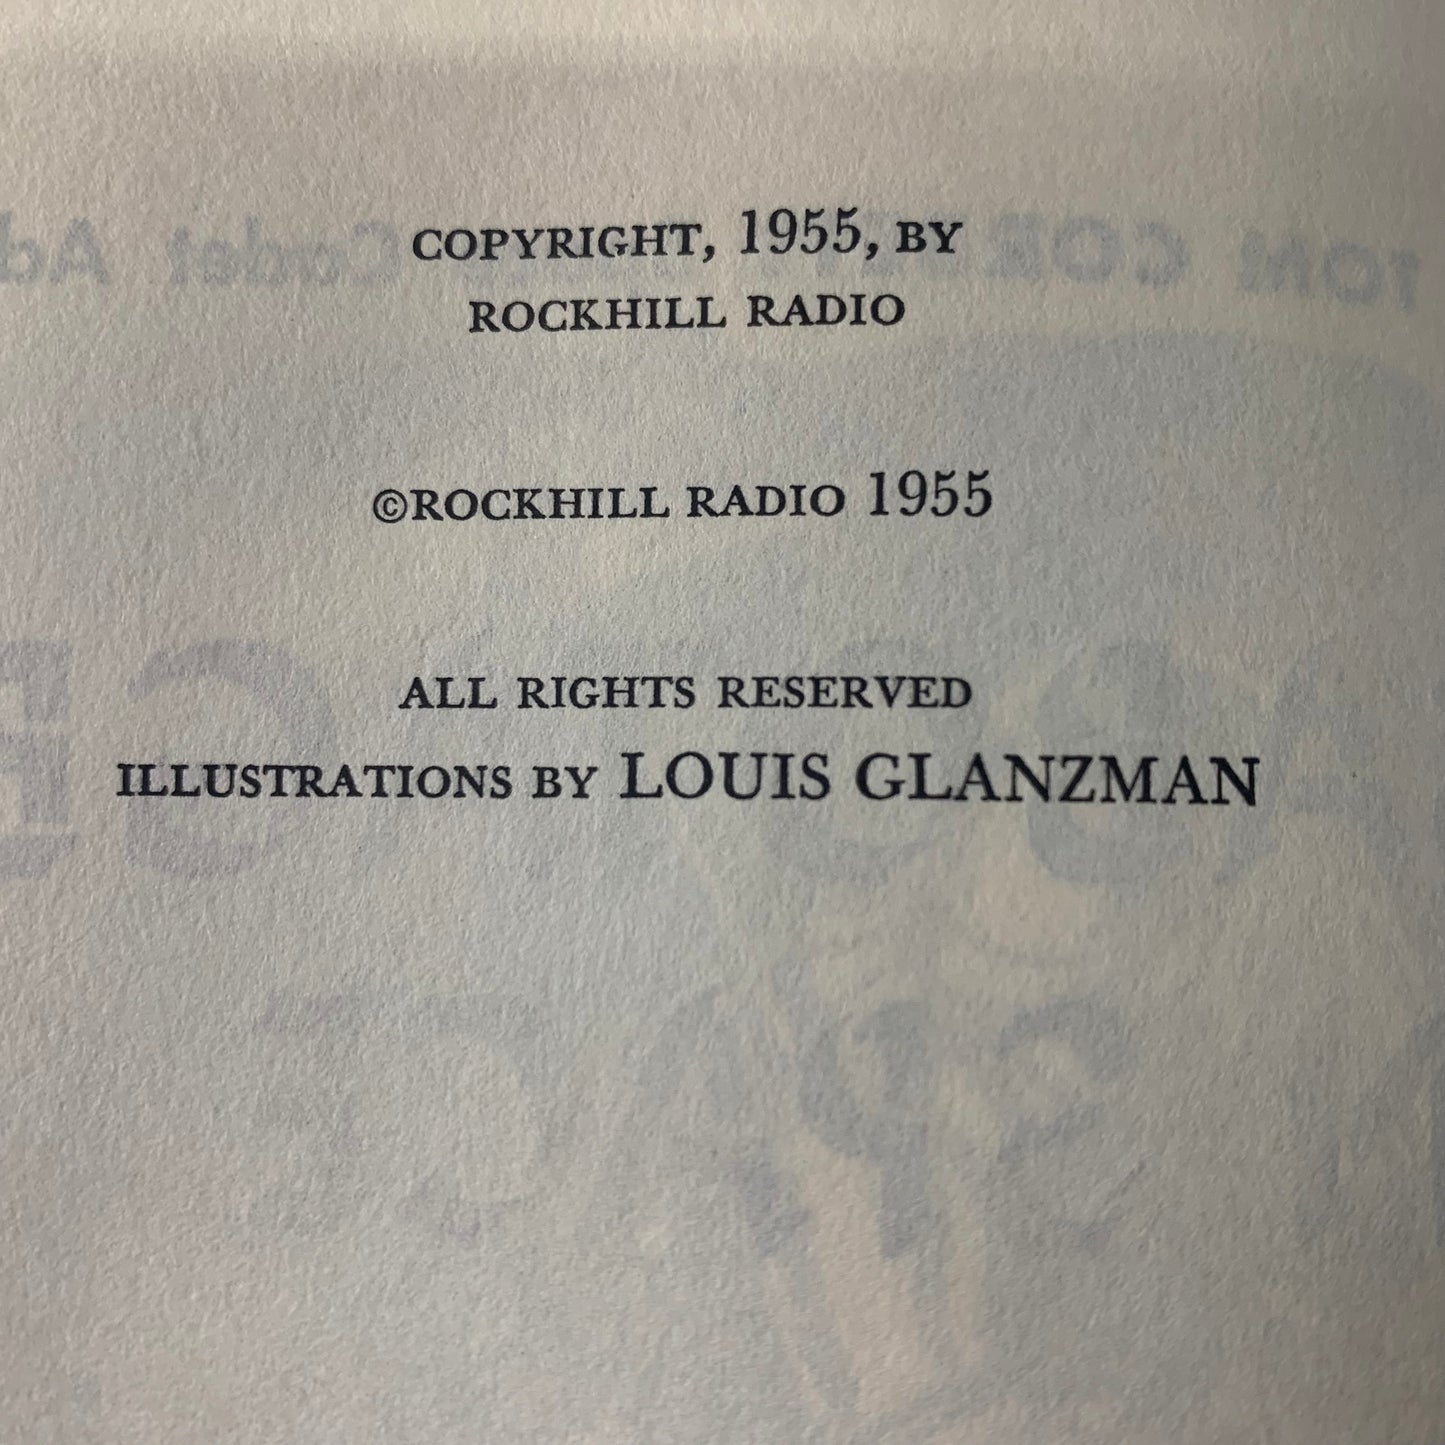 COPYRIGHT, 1955, BY
ROCKHILL RADIO
©ROCKHILL RADIO 1955
ALL RIGHTS RESERVED
ILLUSTRATIONS BY LOUIS GLANZMAN